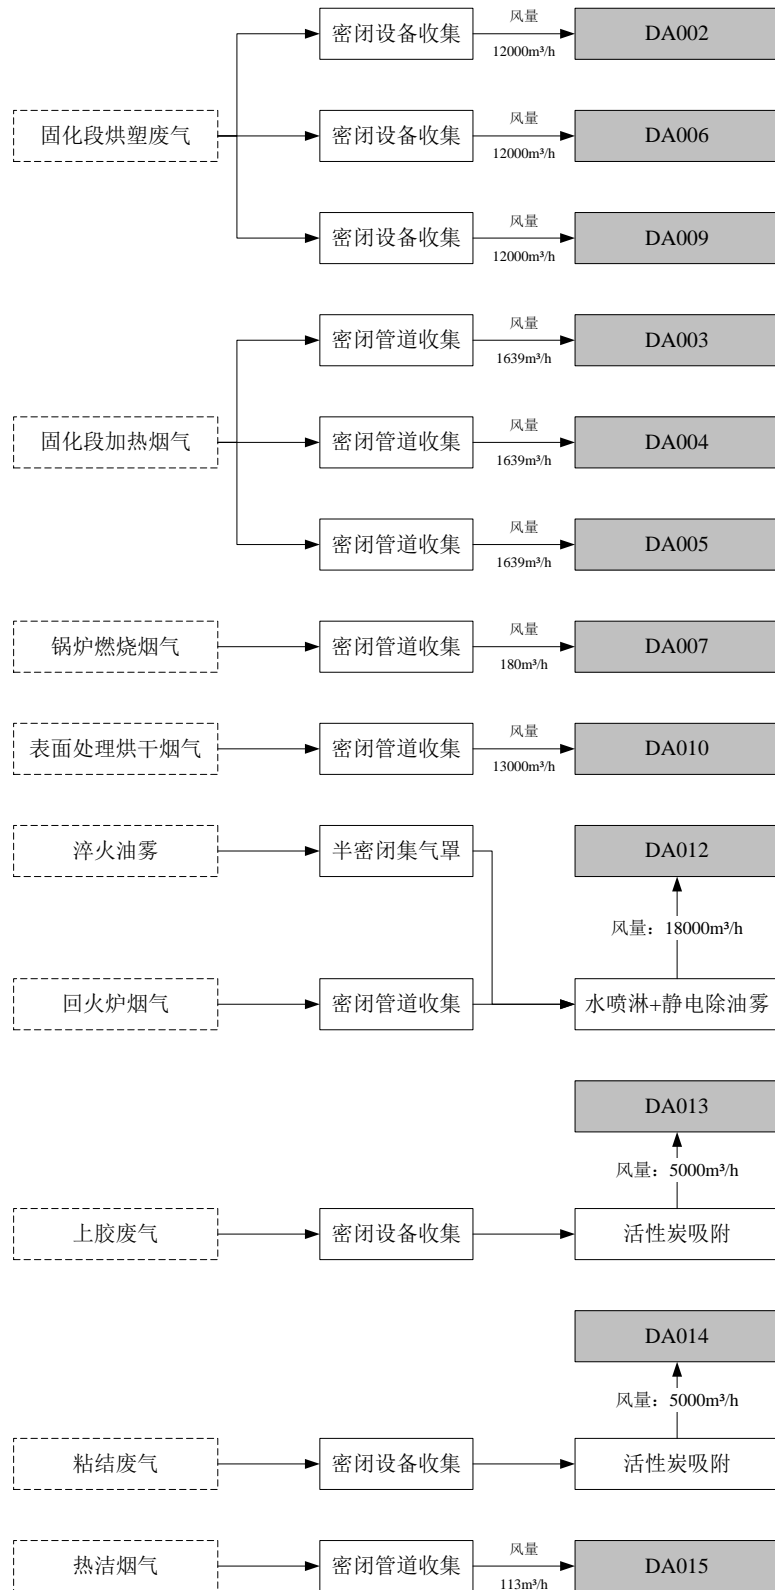 风量
密闭设备收集
12000m³/h
DA002
固化段烘塑废气
风量
密闭设备收集
12000m³/h
DA006
风量
密闭设备收集
12000m³/h
DA009
风量
密闭管道收集
1639m³/h
DA003
固化段加热烟气
风量
密闭管道收集
1639m³/h
DA004
风量
密闭管道收集
1639m³/h
DA005
锅炉燃烧烟气
密闭管道收集
风量
180m³/h
DA007
表面处理烘干烟气
密闭管道收集
风量
13000m³/h
DA010
淬火油雾
半密闭集气罩
DA012
风量：18000m³/h
回火炉烟气
密闭管道收集
水喷淋+静电除油雾
DA013
风量：5000m³/h
上胶废气
密闭设备收集
活性炭吸附
DA014
风量：5000m³/h
粘结废气
密闭设备收集
活性炭吸附
热洁烟气
密闭管道收集
风量
113m³/h
DA015